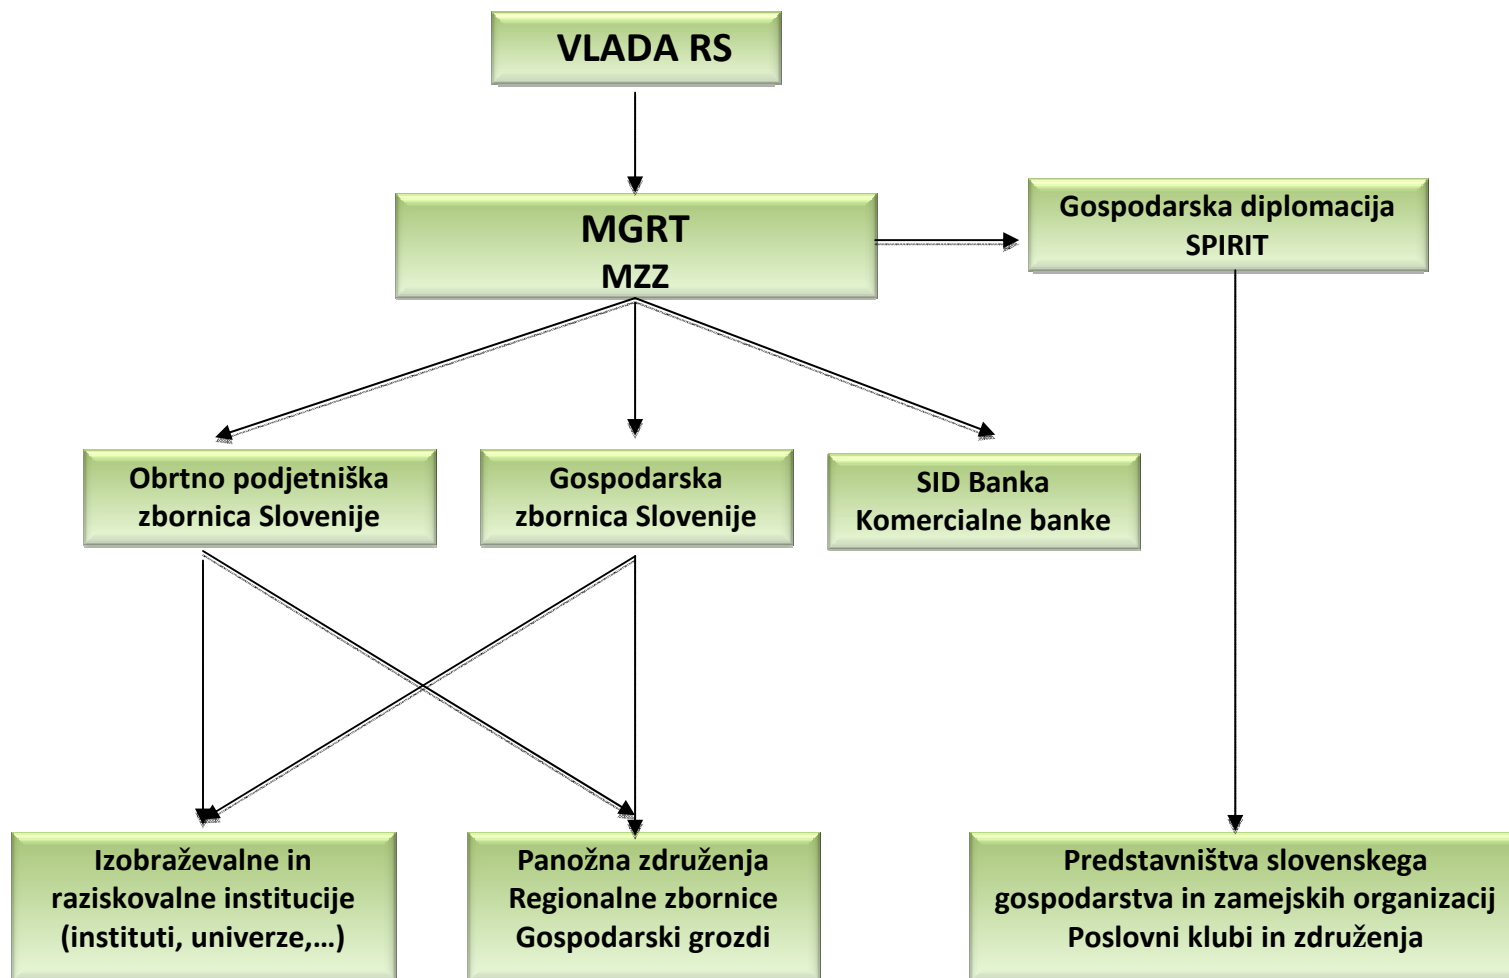 VLADA RS
MGRT
MZZ
Gospodarska diplomacija
SPIRIT
Obrtno podjetniška
zbornica Slovenije
Gospodarska
zbornica Slovenije
SID Banka
Komercialne banke
Izobraževalne in
raziskovalne institucije
(instituti, univerze,...)
Panožna združenja
Regionalne zbornice
Gospodarski grozdi
Predstavništva slovenskega
gospodarstva in zamejskih organizacij
Poslovni klubi in združenja